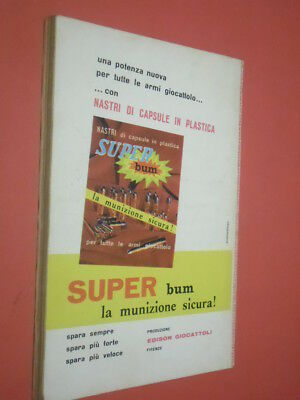 una potenza nuova
per tutte le armi giocattolo...
...con
NASTRI DI CAPSULE IN PLASTICA
NASTRI di capsule in plastica
SUPER
bum
la munizione sicura!
per tutte le armi giocattolo
SUPER bum
la munizione sicura!
spara sempre
spara più forte
spara più veloce
PRODUZIONE
EDISON GIOCATTOLI
FIRENZE